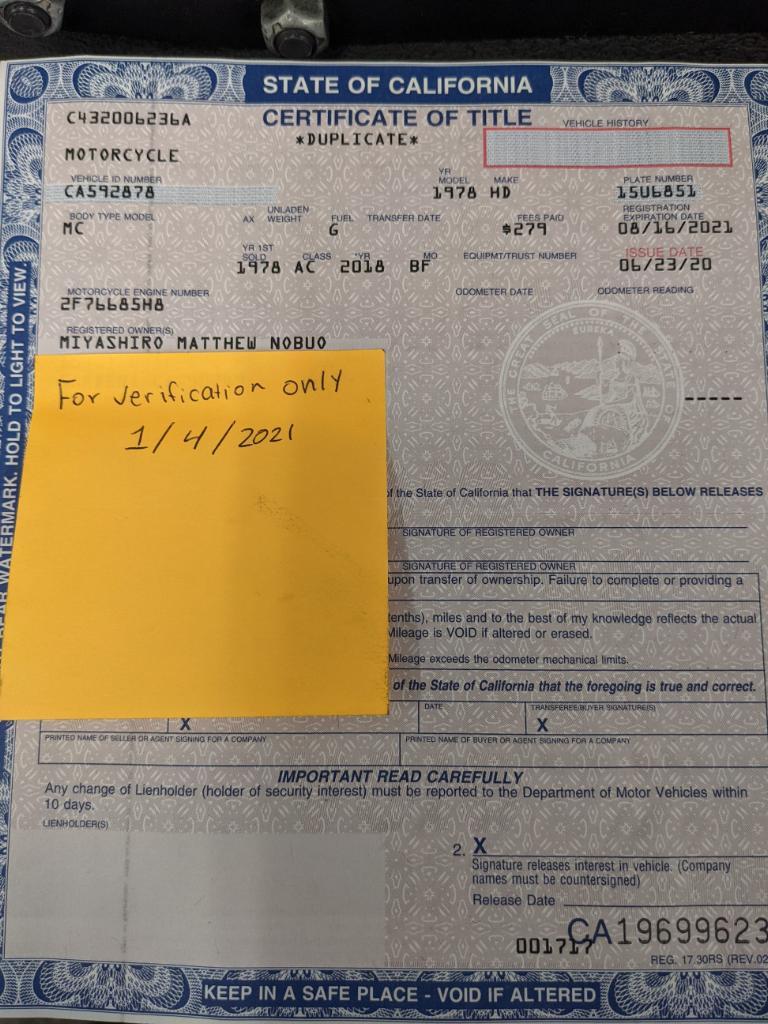 STATE OF CALIFORNIA
CERTIFICATE OF TITLE
*DUPLICATE*
VEHICLE HISTORY
C432006236A
MOTORCYCLE
VEHICLE ID NUMBER
CA592878
YR MODEL
1978
MAKE
HD
PLATE NUMBER
15U6851
BODY TYPE MODEL
MC
AX
UNLADEN WEIGHT
FUEL
G
TRANSFER DATE
FEES PAID
$279
REGISTRATION EXPIRATION DATE
08/16/2021
YR 1ST SOLD
1978
CLASS
AC
*YR
2018
MO
BF
EQUIPMT/TRUST NUMBER
ISSUE DATE
06/23/20
MOTORCYCLE ENGINE NUMBER
2F76685H8
ODOMETER DATE
ODOMETER READING
REGISTERED OWNER(S)
MIYASHIRO MATTHEW NOBUO
For verification only
1/4/2021
THE GREAT SEAL OF THE STATE OF CALIFORNIA
EUREKA
-----
WATERMARK. HOLD TO LIGHT TO VIEW.
of the State of California that THE SIGNATURE(S) BELOW RELEASES
SIGNATURE OF REGISTERED OWNER
SIGNATURE OF REGISTERED OWNER
upon transfer of ownership. Failure to complete or providing a
tenths), miles and to the best of my knowledge reflects the actual
Mileage is VOID if altered or erased.
Mileage exceeds the odometer mechanical limits.
of the State of California that the foregoing is true and correct.
X
DATE
TRANSFEREE/BUYER SIGNATURE(S)
X
PRINTED NAME OF SELLER OR AGENT SIGNING FOR A COMPANY
PRINTED NAME OF BUYER OR AGENT SIGNING FOR A COMPANY
IMPORTANT READ CAREFULLY
Any change of Lienholder (holder of security interest) must be reported to the Department of Motor Vehicles within
10 days.
LIENHOLDER(S)
2. X
Signature releases interest in vehicle. (Company
names must be countersigned)
Release Date
CA19699623
001717
REG. 17.30RS (REV.02
KEEP IN A SAFE PLACE - VOID IF ALTERED